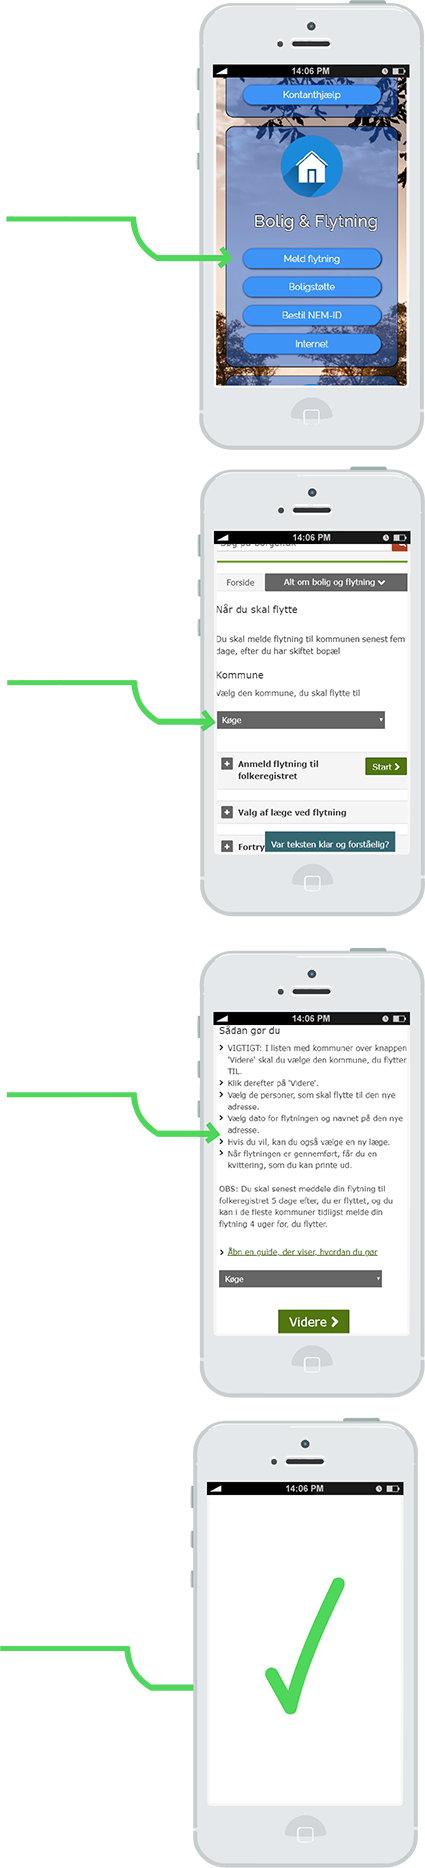 14:06 PM
Kontanthjælp
Bolig & Flytning
Meld flytning
Boligstøtte
Bestil NEM-ID
Internet
14:06 PM
Søg på borger.dk
Forside
Alt om bolig og flytning
Når du skal flytte
Du skal melde flytning til kommunen senest fem
dage, efter du har skiftet bopæl
Kommune
Vælg den kommune, du skal flytte til
Køge
Anmeld flytning til
folkeregistret
Start
Valg af læge ved flytning
Fortry
Var teksten klar og forståelig?
14:06 PM
Sådan gør du
VIGTIGT: I listen med kommuner over knappen
'Videre' skal du vælge den kommune, du flytter
TIL.
Klik derefter på 'Videre'.
Vælg de personer, som skal flytte til den nye
adresse.
Vælg dato for flytningen og navnet på den nye
adresse.
Hvis du vil, kan du også vælge en ny læge.
Når flytningen er gennemført, får du en
kvittering, som du kan printe ud.
OBS: Du skal senest meddele din flytning til
folkeregistret 5 dage efter, du er flyttet, og du
kan i de fleste kommuner tidligst melde din
flytning 4 uger før, du flytter.
Åbn en guide, der viser, hvordan du gør
Køge
Videre
14:06 PM